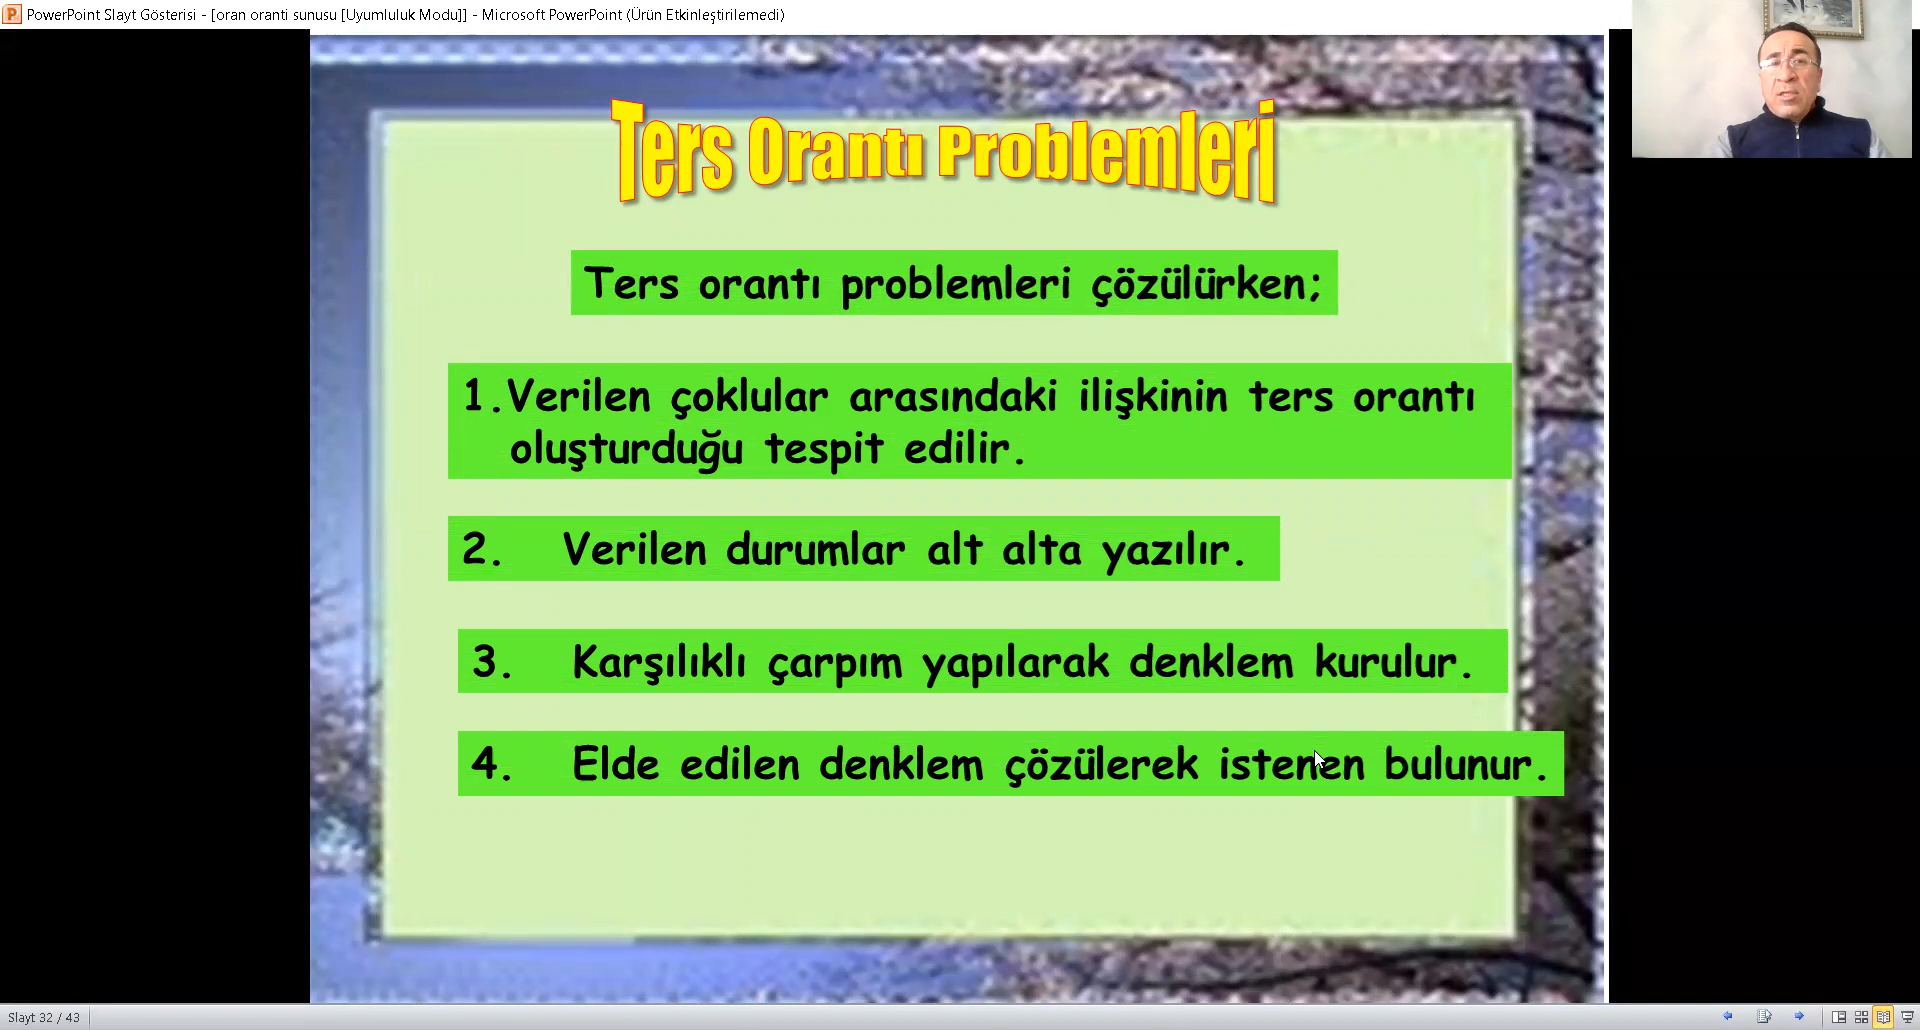 PowerPoint Slayt Gösterisi - [oran oranti sunusu [Uyumluluk Modu]] - Microsoft PowerPoint (Ürün Etkinleştirilemedi)
Ters Orantı Problemleri
Ters orantı problemleri çözülürken;
1.Verilen çoklular arasındaki ilişkinin ters orantı
oluşturduğu tespit edilir.
2. Verilen durumlar alt alta yazılır.
3. Karşılıklı çarpım yapılarak denklem kurulur.
4. Elde edilen denklem çözülerek istenen bulunur.
Slayt 32 / 43